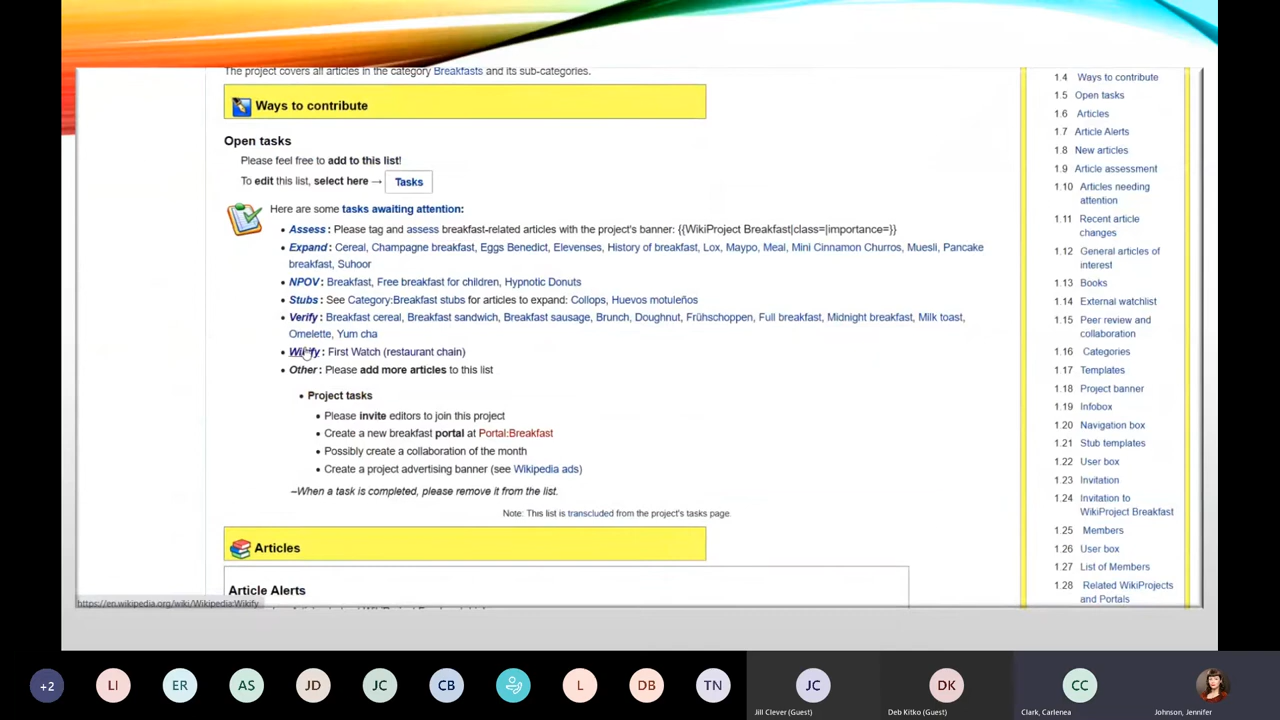 The project covers all articles in the category Breakfasts and its sub-categories.
Ways to contribute
Open tasks
Please feel free to add to this list!
To edit this list, select here → Tasks
Here are some tasks awaiting attention:
• Assess : Please tag and assess breakfast-related articles with the project's banner: {{WikiProject Breakfast|class=|importance=}}
• Expand : Cereal, Champagne breakfast, Eggs Benedict, Elevenses, History of breakfast, Lox, Maypo, Meal, Mini Cinnamon Churros, Muesli, Pancake
breakfast, Suhoor
• NPOV : Breakfast, Free breakfast for children, Hypnotic Donuts
• Stubs : See Category:Breakfast stubs for articles to expand: Collops, Huevos motuleños
• Verify : Breakfast cereal, Breakfast sandwich, Breakfast sausage, Brunch, Doughnut, Frühschoppen, Full breakfast, Midnight breakfast, Milk toast,
Omelette, Yum cha
• Wikify : First Watch (restaurant chain)
• Other : Please add more articles to this list
• Project tasks
• Please invite editors to join this project
• Create a new breakfast portal at Portal:Breakfast
• Possibly create a collaboration of the month
• Create a project advertising banner (see Wikipedia ads)
–When a task is completed, please remove it from the list.
Note: This list is transcluded from the project's tasks page.
Articles
Article Alerts
https://en.wikipedia.org/wiki/Wikipedia:Wikify
1.4 Ways to contribute
1.5 Open tasks
1.6 Articles
1.7 Article Alerts
1.8 New articles
1.9 Article assessment
1.10 Articles needing
attention
1.11 Recent article
changes
1.12 General articles of
interest
1.13 Books
1.14 External watchlist
1.15 Peer review and
collaboration
1.16 Categories
1.17 Templates
1.18 Project banner
1.19 Infobox
1.20 Navigation box
1.21 Stub templates
1.22 User box
1.23 Invitation
1.24 Invitation to
WikiProject Breakfast
1.25 Members
1.26 User box
1.27 List of Members
1.28 Related WikiProjects
and Portals
+2 LI ER AS JD JC CB L DB TN JC DK CC
Jill Clever (Guest) Deb Kitko (Guest) Clark, Carlenea Johnson, Jennifer